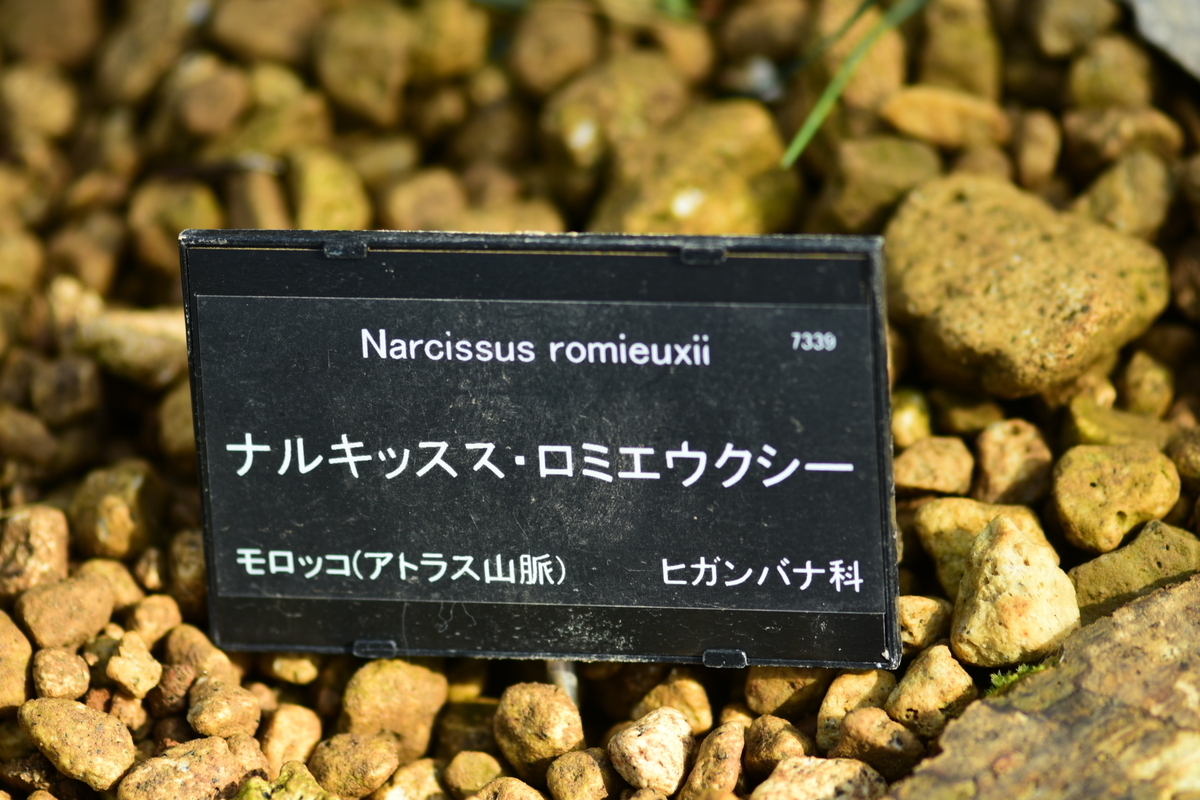 Narcissus romieuxii 7339
ナルキッスス・ロミエウクシー
モロッコ(アトラス山脈) ヒガンバナ科